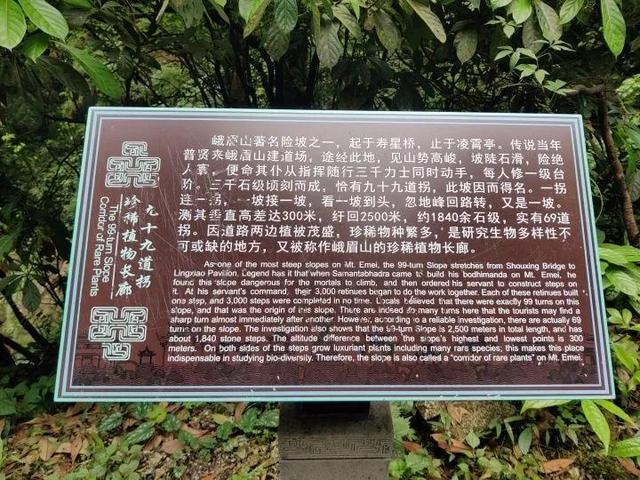 九十九道拐
珍稀植物长廊
The 99-turn Slope
Corridor of Rare Plants
峨眉山著名险坡之一，起于寿星桥，止于凌霄亭。传说当年
普贤来峨眉山建道场，途经此地，见山势高峻，坡陡石滑，险绝
人寰，便命其仆从指挥随行三千力士同时动手，每人修一级台
阶。三千石级顷刻而成，恰有九十九道拐，此坡因而得名。一拐
连一拐，一坡接一坡，看一坡到头，忽地峰回路转，又是一坡。
测其垂直高差达300米，纡回2500米，约1840余石级，实有69道
拐。因道路两边植被茂盛，珍稀物种繁多，是研究生物多样性不
可或缺的地方，又被称作峨眉山的珍稀植物长廊。
As one of the most steep slopes on Mt. Emei, the 99-turn Slope stretches from Shouxing Bridge to
Lingxiao Pavilion. Legend has it that when Samantabhadra came to build his bodhimanda on Mt. Emei, he
found this slope dangerous for the mortals to climb, and then ordered his servant to construct steps on
it. At his servant's command, their 3,000 retinues began to do the work together. Each of these retinues built
one step, and 3,000 steps were completed in no time. Locals believed that there were exactly 99 turns on this
slope, and that was the origin of this slope. There are indeed so many turns here that the tourists may find a
sharp turn almost immediately after another. However, according to a reliable investigation, there are actually 69
turns on the slope. The investigation also shows that the 99-turn Slope is 2,500 meters in total length, and has
about 1,840 stone steps. The altitude difference between the slope's highest and lowest points is 300
meters. On both sides of the steps grow luxuriant plants including many rare species; this makes this place
indispensable in studying bio-diversity. Therefore, the slope is also called a "corridor of rare plants" on Mt. Emei.